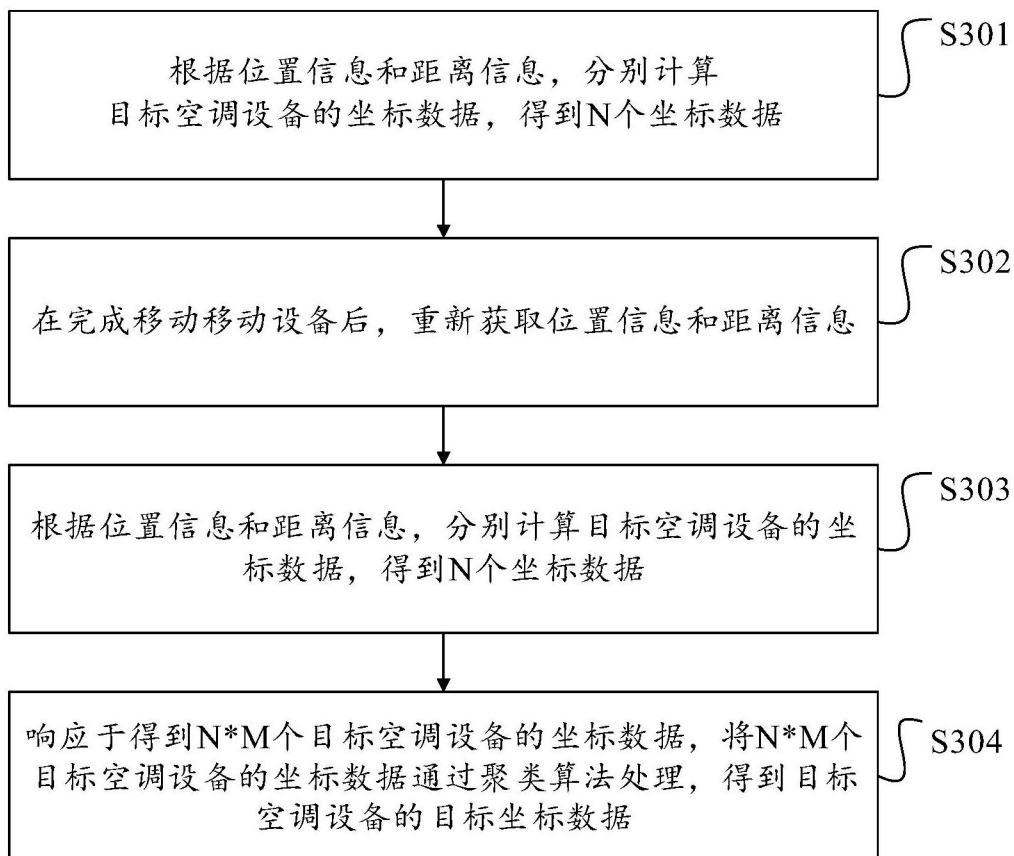 根据位置信息和距离信息，分别计算
目标空调设备的坐标数据，得到N个坐标数据
S301
在完成移动移动设备后，重新获取位置信息和距离信息
S302
根据位置信息和距离信息，分别计算目标空调设备的坐
标数据，得到N个坐标数据
S303
响应于得到N*M个目标空调设备的坐标数据，将N*M个
目标空调设备的坐标数据通过聚类算法处理，得到目标
空调设备的目标坐标数据
S304